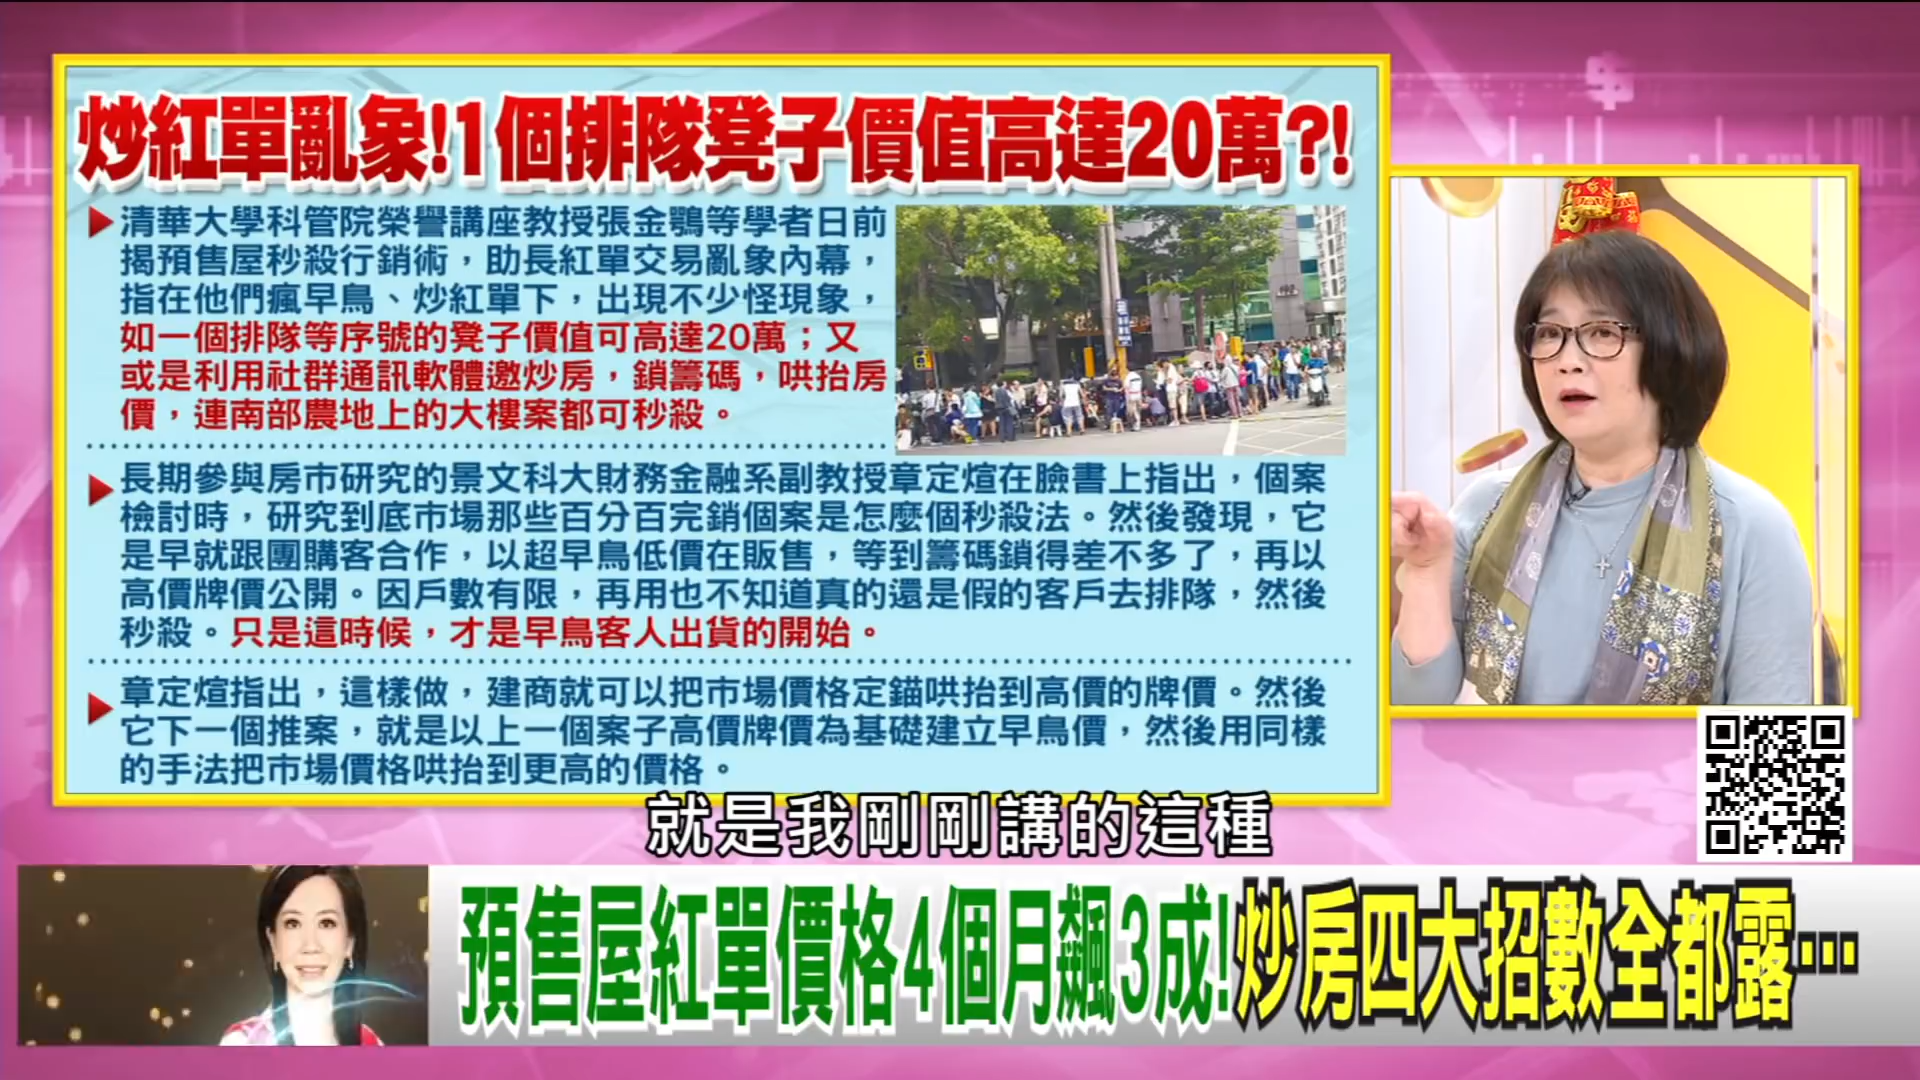 炒紅單亂象!1個排隊凳子價值高達20萬?!
清華大學科管院榮譽講座教授張金鶚等學者日前
揭預售屋秒殺行銷術，助長紅單交易亂象內幕，
指在他們瘋早鳥、炒紅單下，出現不少怪現象，
如一個排隊等序號的凳子價值可高達20萬；又
或是利用社群通訊軟體邀炒房，鎖籌碼，哄抬房
價，連南部農地上的大樓案都可秒殺。
長期參與房市研究的景文科大財務金融系副教授章定煊在臉書上指出，個案
檢討時，研究到底市場那些百分百完銷個案是怎麼個秒殺法。然後發現，它
是早就跟團購客合作，以超早鳥低價在販售，等到籌碼鎖得差不多了，再以
高價牌價公開。因戶數有限，再用也不知道真的還是假的客戶去排隊，然後
秒殺。只是這時候，才是早鳥客人出貨的開始。
章定煊指出，這樣做，建商就可以把市場價格定錨哄抬到高價的牌價。然後
它下一個推案，就是以上一個案子高價牌價為基礎建立早鳥價，然後用同樣
的手法把市場價格哄抬到更高的價格。
就是我剛剛講的這種
預售屋紅單價格4個月飆3成!炒房四大招數全都露…